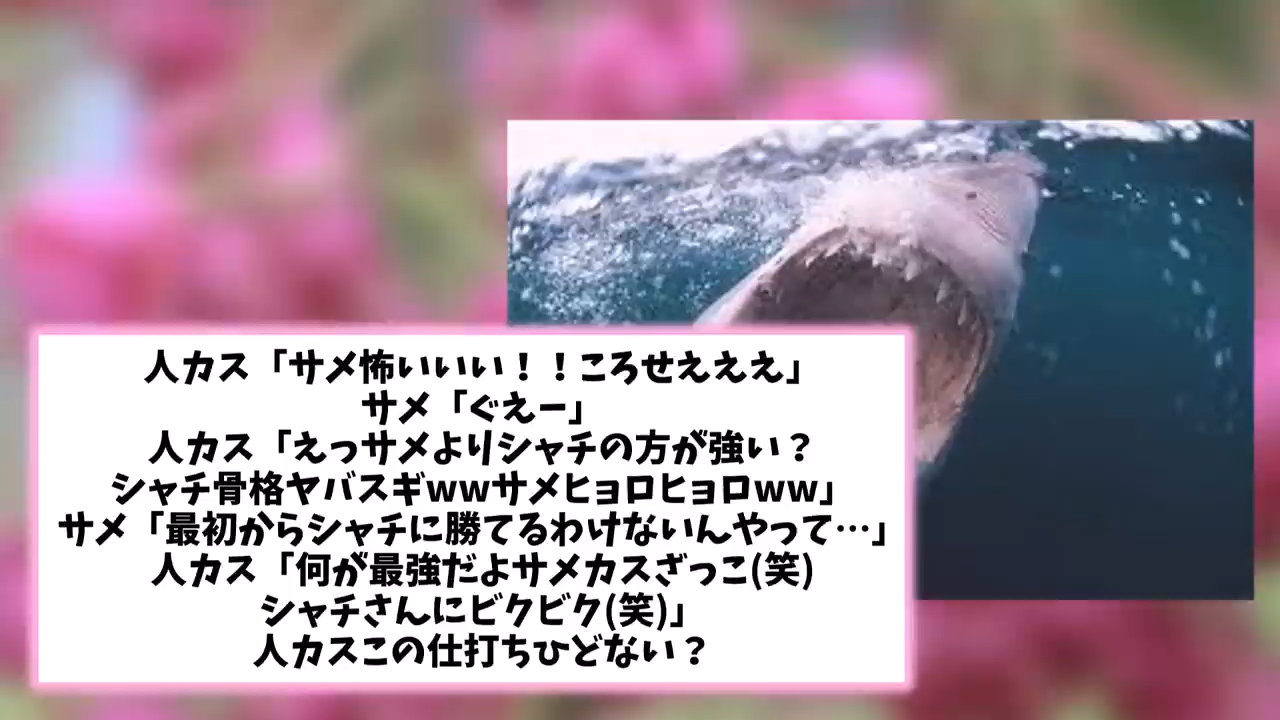 人カス「サメ怖いいい！！ころせえええ」
サメ「ぐえー」
人カス「えっサメよりシャチの方が強い？
シャチ骨格ヤバスギwwサメヒョロヒョロww」
サメ「最初からシャチに勝てるわけないんやって…」
人カス「何が最強だよサメカスざっこ(笑)
シャチさんにビクビク(笑)」
人カスこの仕打ちひどない？